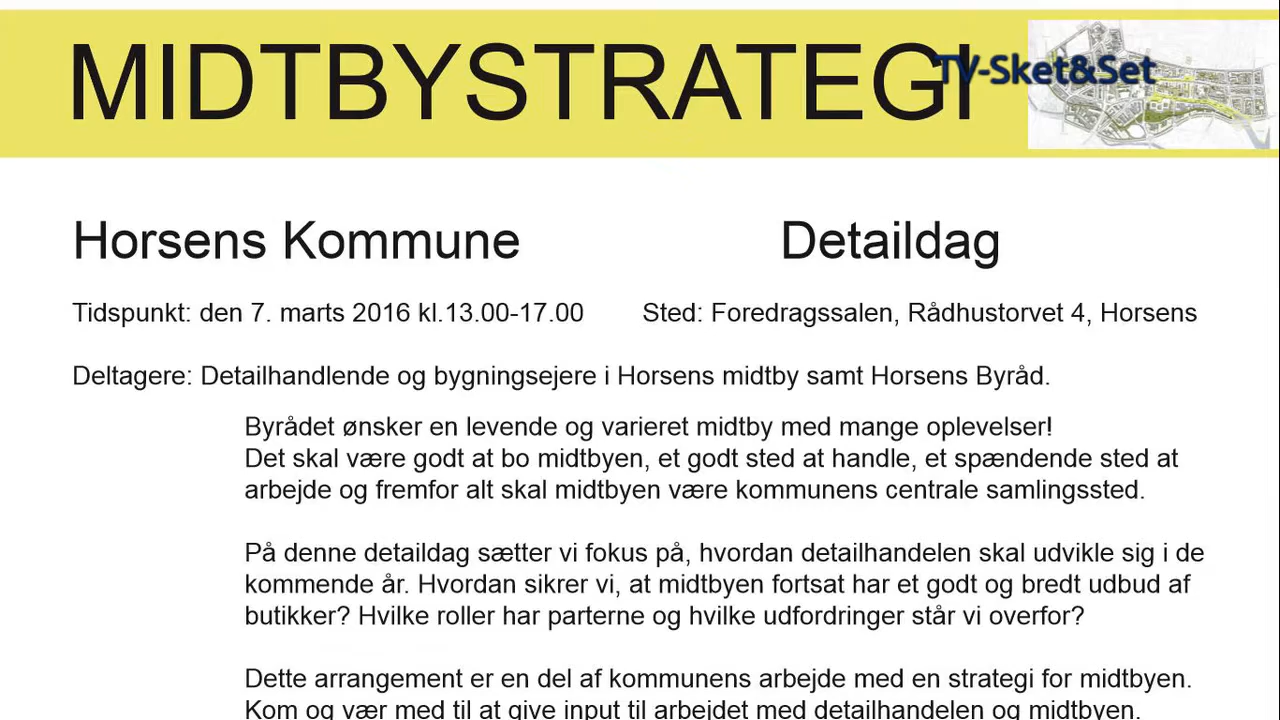 MIDTBYSTRATEGI
TV-Sket&Set
Horsens Kommune
Detaildag
Tidspunkt: den 7. marts 2016 kl.13.00-17.00
Sted: Foredragssalen, Rådhustorvet 4, Horsens
Deltagere: Detailhandlende og bygningsejere i Horsens midtby samt Horsens Byråd.
Byrådet ønsker en levende og varieret midtby med mange oplevelser!
Det skal være godt at bo midtbyen, et godt sted at handle, et spændende sted at
arbejde og fremfor alt skal midtbyen være kommunens centrale samlingssted.
På denne detaildag sætter vi fokus på, hvordan detailhandelen skal udvikle sig i de
kommende år. Hvordan sikrer vi, at midtbyen fortsat har et godt og bredt udbud af
butikker? Hvilke roller har parterne og hvilke udfordringer står vi overfor?
Dette arrangement er en del af kommunens arbejde med en strategi for midtbyen.
Kom og vær med til at give input til arbejdet med detailhandelen og midtbyen.